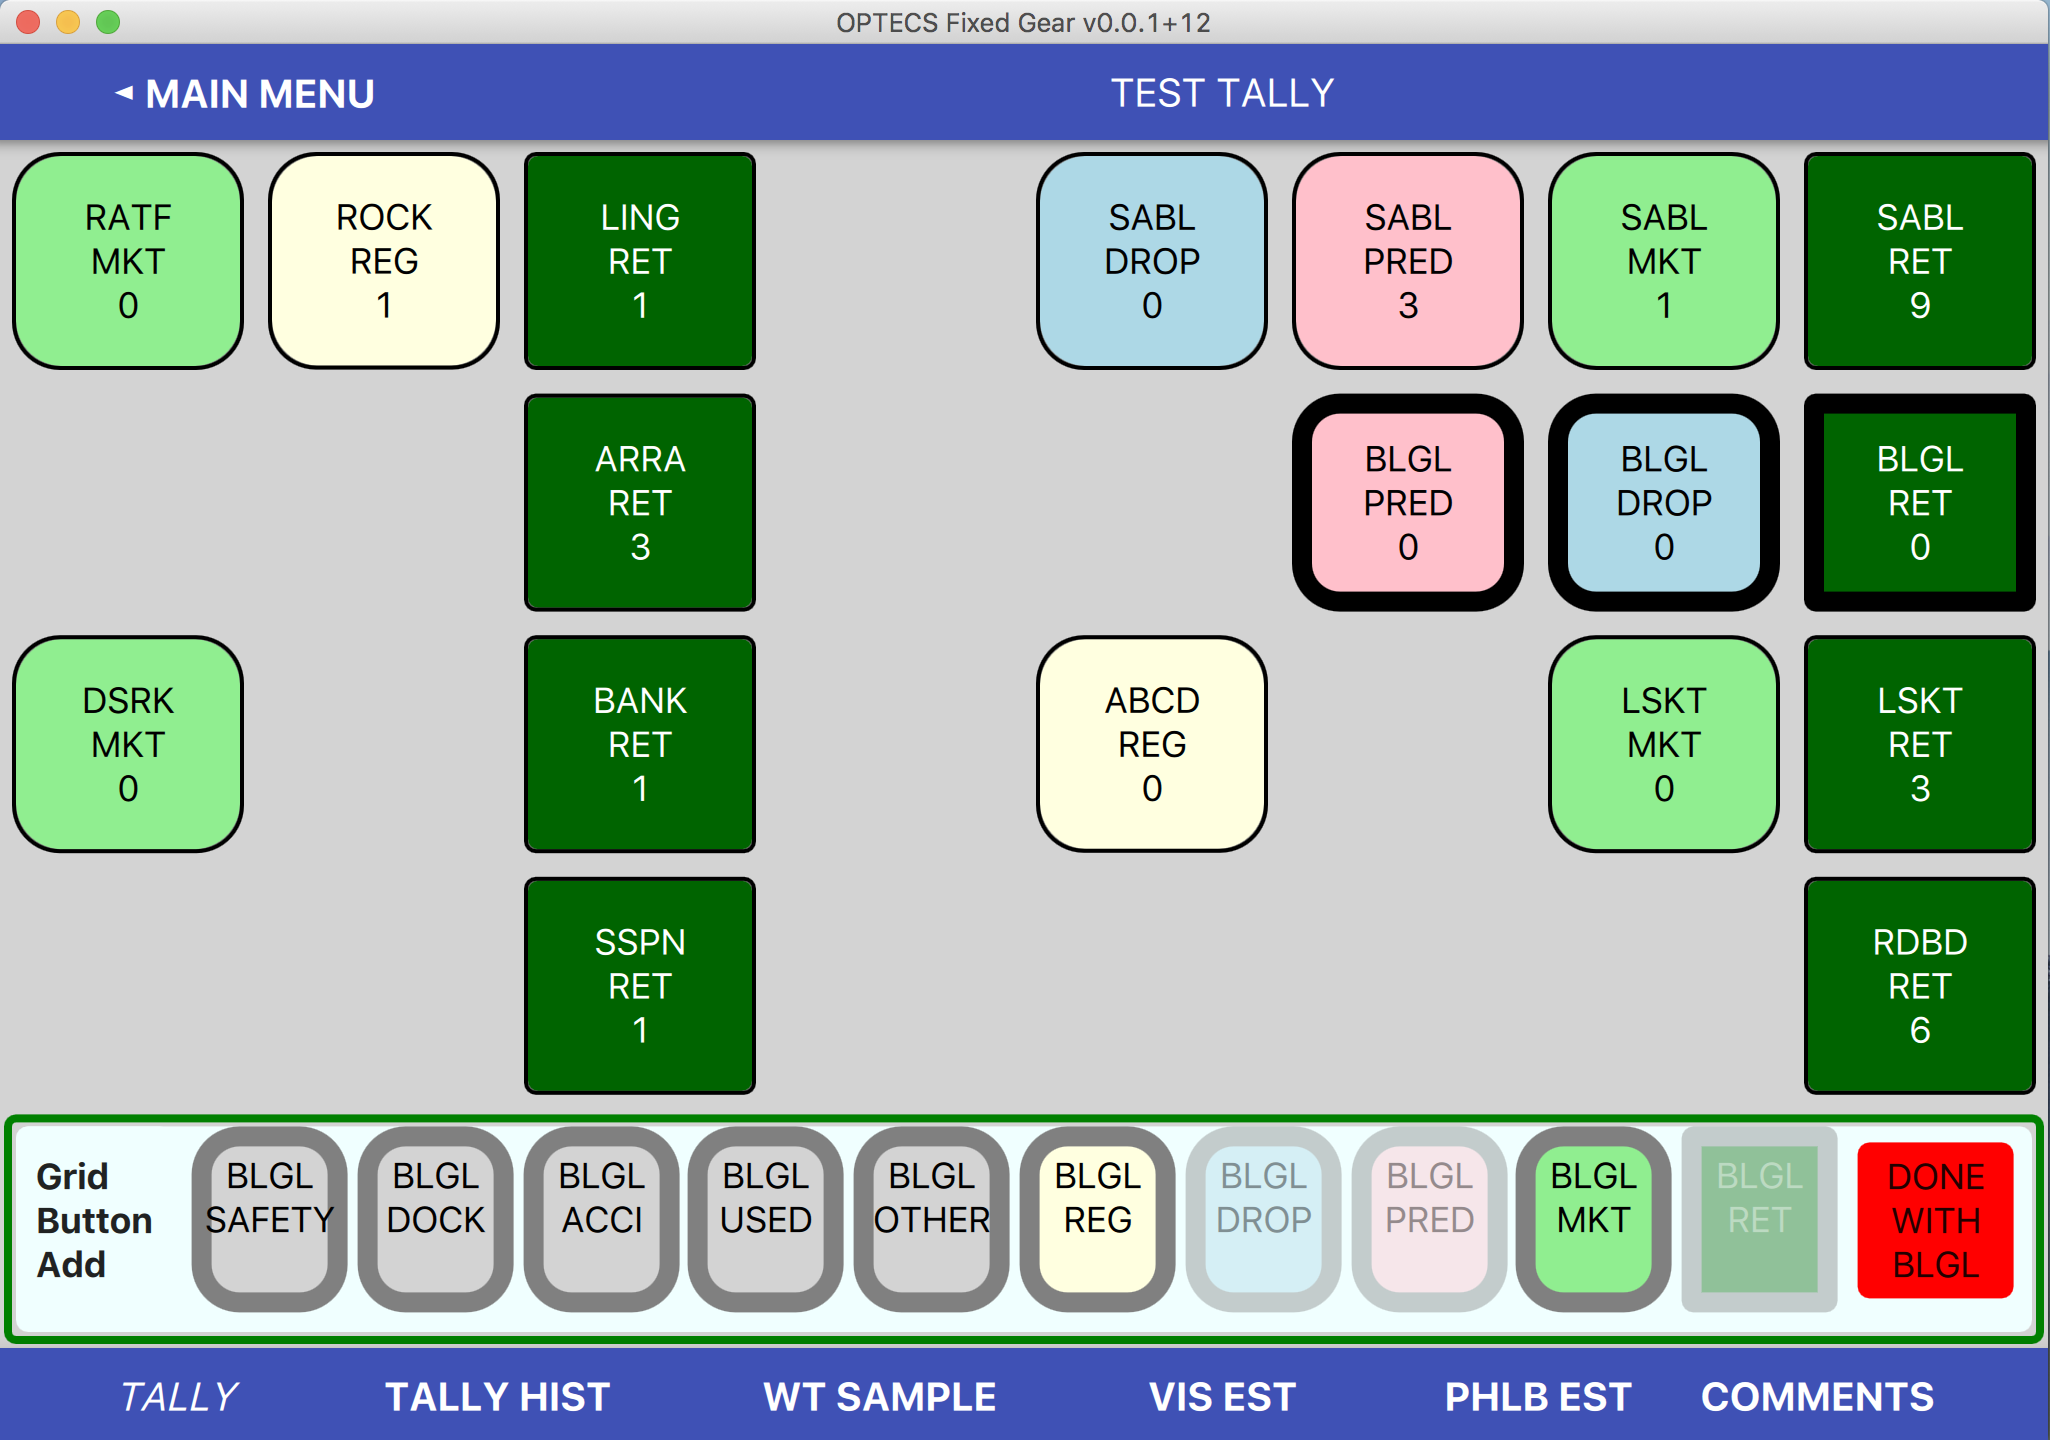 OPTECS Fixed Gear v0.0.1+12
◄ MAIN MENU
TEST TALLY
RATF
MKT
0
ROCK
REG
1
LING
RET
1
SABL
DROP
0
SABL
PRED
3
SABL
MKT
1
SABL
RET
9
ARRA
RET
3
BLGL
PRED
0
BLGL
DROP
0
BLGL
RET
0
DSRK
MKT
0
BANK
RET
1
ABCD
REG
0
LSKT
MKT
0
LSKT
RET
3
SSPN
RET
1
RDBD
RET
6
Grid
Button
Add
BLGL
SAFETY
BLGL
DOCK
BLGL
ACCI
BLGL
USED
BLGL
OTHER
BLGL
REG
BLGL
DROP
BLGL
PRED
BLGL
MKT
BLGL
RET
DONE
WITH
BLGL
TALLY
TALLY HIST
WT SAMPLE
VIS EST
PHLB EST
COMMENTS